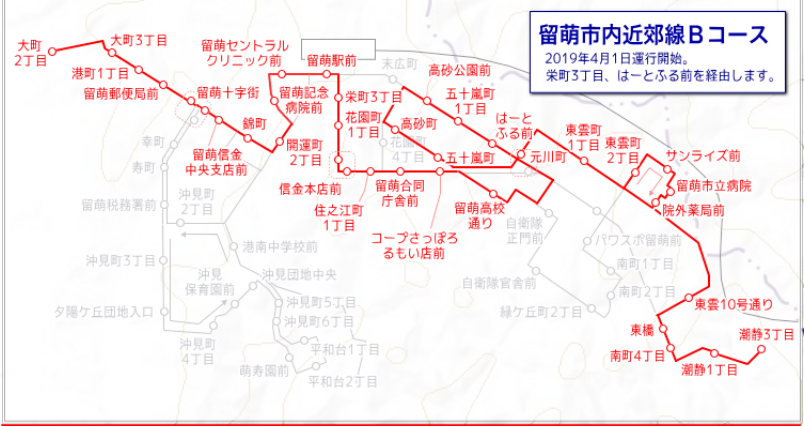 留萌市内近郊線Bコース
2019年4月1日運行開始。
栄町3丁目、はーとふる前を経由します。
大町
2丁目
大町3丁目
港町1丁目
留萌郵便局前
留萌十字街
留萌信金
中央支店前
錦町
開運町
2丁目
留萌記念
病院前
留萌セントラル
クリニック前
留萌駅前
栄町3丁目
花園町
1丁目
信金本店前
住之江町
1丁目
留萌合同
庁舎前
コープさっぽろ
るもい店前
末広町
高砂公園前
五十嵐町
1丁目
高砂町
花園町
4丁目
五十嵐町
はーと
ふる前
元川町
留萌高校
通り
東雲町
1丁目
東雲町
2丁目
サンライズ前
留萌市立病院
院外薬局前
東雲10号通り
東橋
南町4丁目
潮静1丁目
潮静3丁目
自衛隊
正門前
自衛隊官舎前
緑ケ丘町2丁目
パワスポ留萌前
南町1丁目
南町2丁目
幸町
寿町
留萌税務署前
沖見町
2丁目
沖見町3丁目
夕陽ケ丘団地入口
沖見町
4丁目
沖見
保育園前
港南中学校前
沖見団地中央
沖見町5丁目
沖見町6丁目
平和台1丁目
平和台2丁目
萌寿園前